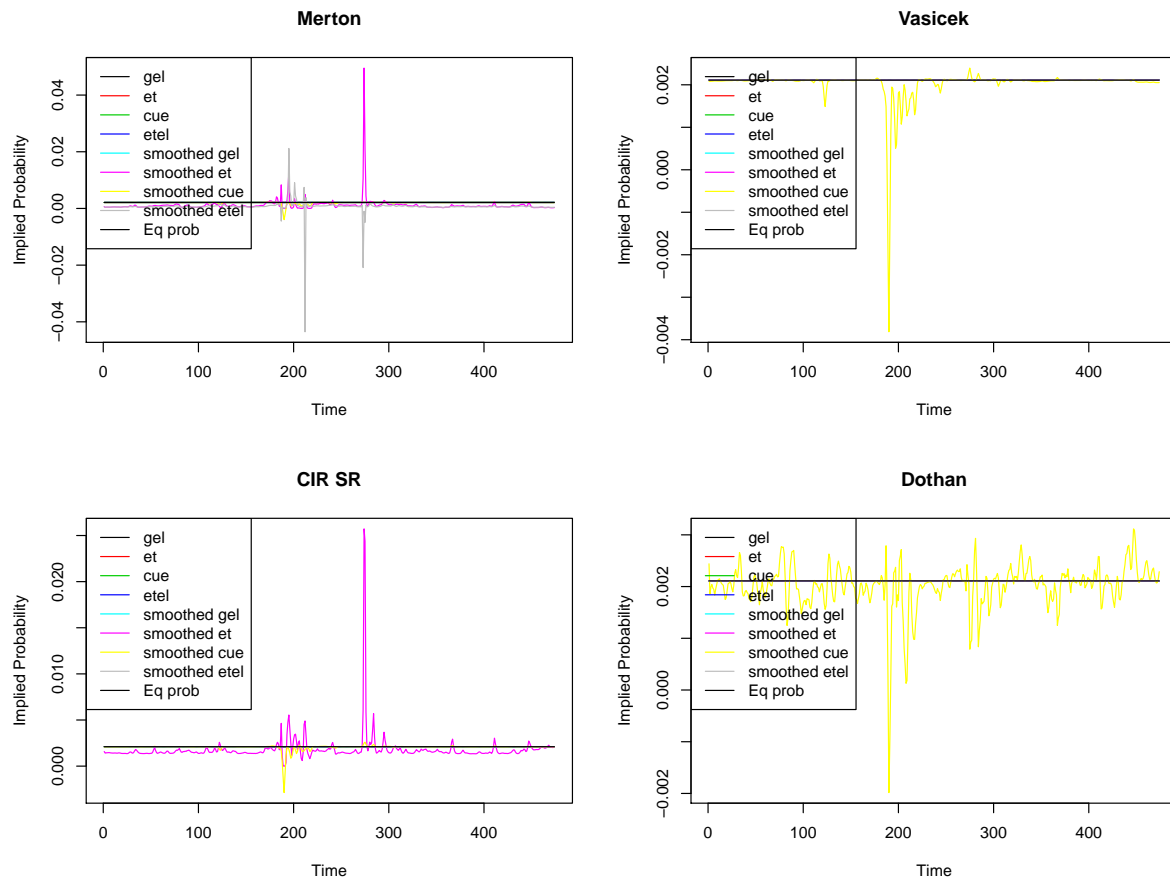 Merton
Implied Probability
0.04
0.02
0.00
−0.02
−0.04
gel
et
cue
etel
smoothed gel
smoothed et
smoothed cue
smoothed etel
Eq prob
0 100 200 300 400
Time
Vasicek
Implied Probability
0.002
0.000
−0.002
−0.004
gel
et
cue
etel
smoothed gel
smoothed et
smoothed cue
smoothed etel
Eq prob
0 100 200 300 400
Time
CIR SR
Implied Probability
0.020
0.010
0.000
gel
et
cue
etel
smoothed gel
smoothed et
smoothed cue
smoothed etel
Eq prob
0 100 200 300 400
Time
Dothan
Implied Probability
0.002
0.000
−0.002
gel
et
cue
etel
smoothed gel
smoothed et
smoothed cue
smoothed etel
Eq prob
0 100 200 300 400
Time